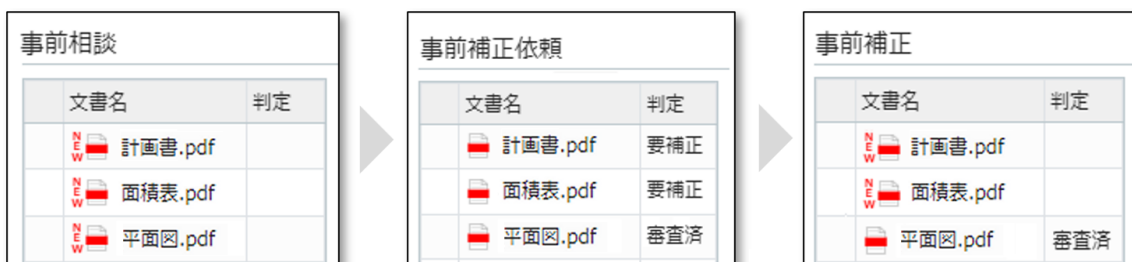 事前相談
文書名 判定
NEW 計画書.pdf
NEW 面積表.pdf
NEW 平面図.pdf
事前補正依頼
文書名 判定
計画書.pdf 要補正
面積表.pdf 要補正
平面図.pdf 審査済
事前補正
文書名 判定
NEW 計画書.pdf
NEW 面積表.pdf
平面図.pdf 審査済